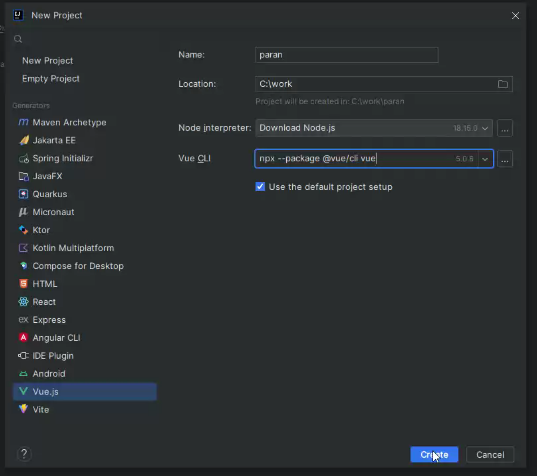 New Project
New Project
Empty Project
Generators
Maven Archetype
Jakarta EE
Spring Initializr
JavaFX
Quarkus
Micronaut
Ktor
Kotlin Multiplatform
Compose for Desktop
HTML
React
ex Express
Angular CLI
IDE Plugin
Android
Vue.js
Vite
Name: paran
Location: C:\work
Project will be created in: C:\work\paran
Node interpreter: Download Node.js 18.15.0 ...
Vue CLI npx --package @vue/cli vue 5.0.8 ...
Use the default project setup
? Create Cancel